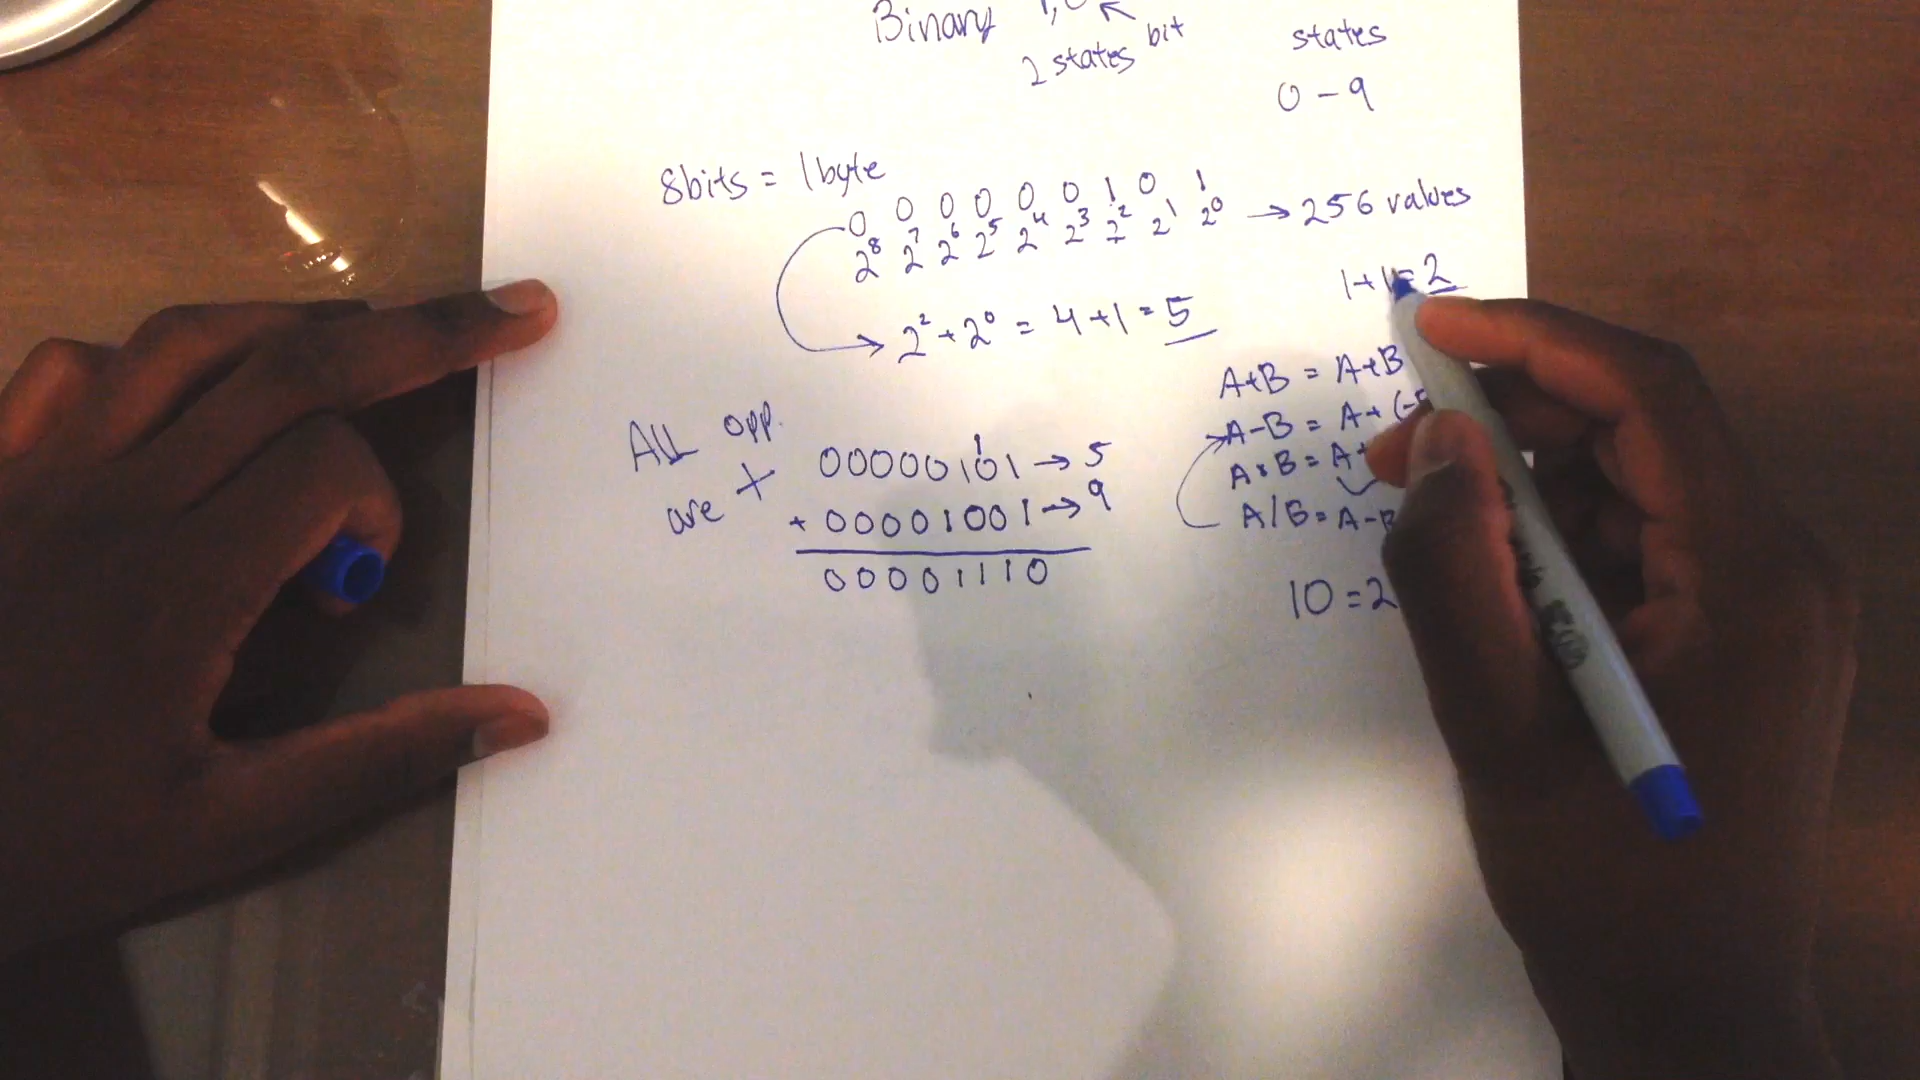 Binary
2 states bit
states
0 - 9
8bits = 1byte
0 0 0 0 0 0 1 0 1
2⁸ 2⁷ 2⁶ 2⁵ 2⁴ 2³ 2² 2¹ 2⁰ → 256 values
1+1=2
→ 2² + 2⁰ = 4+1 = 5
A+B = A+B
A-B = A+(-
A*B = A+
A/B = A-B
ALL opp.
are +
1
00000101 → 5
+ 00001001 → 9
00001110
10 = 2